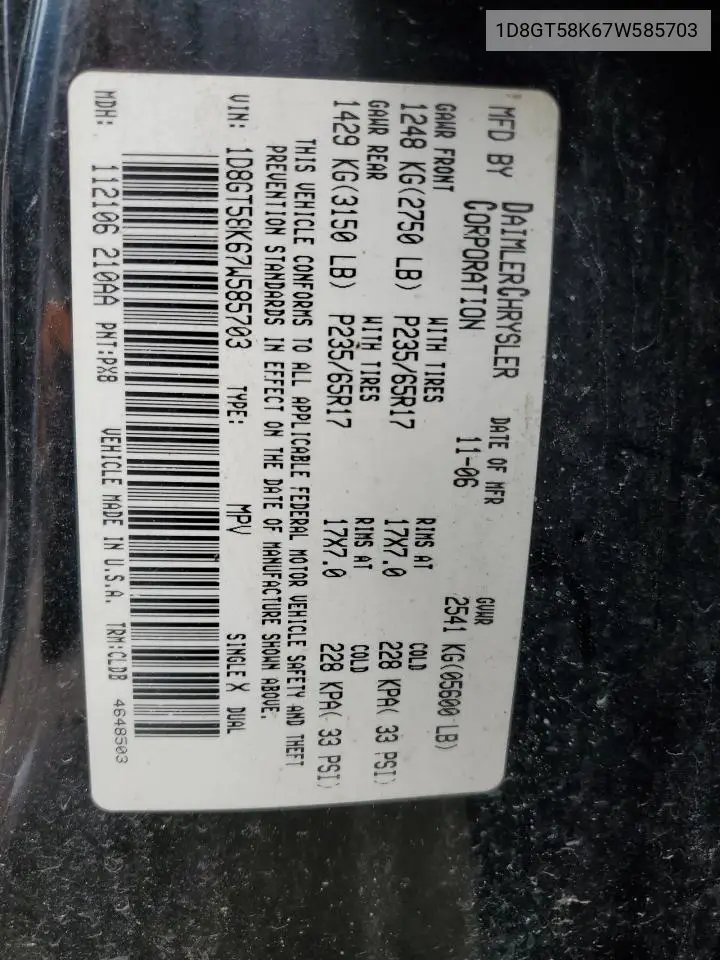 1D8GT58K67W585703
MFD BY DAIMLERCHRYSLER CORPORATION
DATE OF MFR 11-06
GVWR 2541 KG(05600 LB)
GAWR FRONT WITH TIRES RIMS AT COLD
1248 KG(2750 LB) P235/65R17 17X7.0 228 KPA( 33 PSI)
GAWR REAR WITH TIRES RIMS AT COLD
1429 KG(3150 LB) P235/65R17 17X7.0 228 KPA( 33 PSI)
THIS VEHICLE CONFORMS TO ALL APPLICABLE FEDERAL MOTOR VEHICLE SAFETY AND THEFT
PREVENTION STANDARDS IN EFFECT ON THE DATE OF MANUFACTURE SHOWN ABOVE.
VIN: 1D8GT58K67W585703 TYPE: MPV SINGLE X DUAL
MDH: 112106 210AA PNT:PXB VEHICLE MADE IN U.S.A. TRM:CLDB 4648503